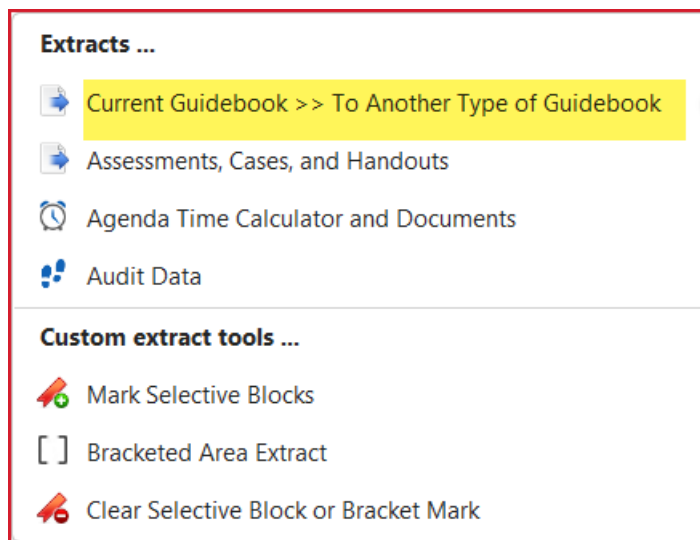 Extracts ...
Current Guidebook >> To Another Type of Guidebook
Assessments, Cases, and Handouts
Agenda Time Calculator and Documents
Audit Data
Custom extract tools ...
Mark Selective Blocks
[ ] Bracketed Area Extract
Clear Selective Block or Bracket Mark